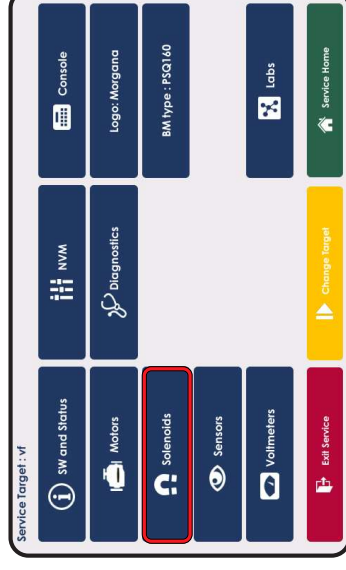 Service Target : vf
SW and Status
NVM
Console
Motors
Diagnostics
Logo: Morgana
Solenoids
BM type : PSQ160
Sensors
Voltmeters
Labs
Exit Service
Change Target
Service Home